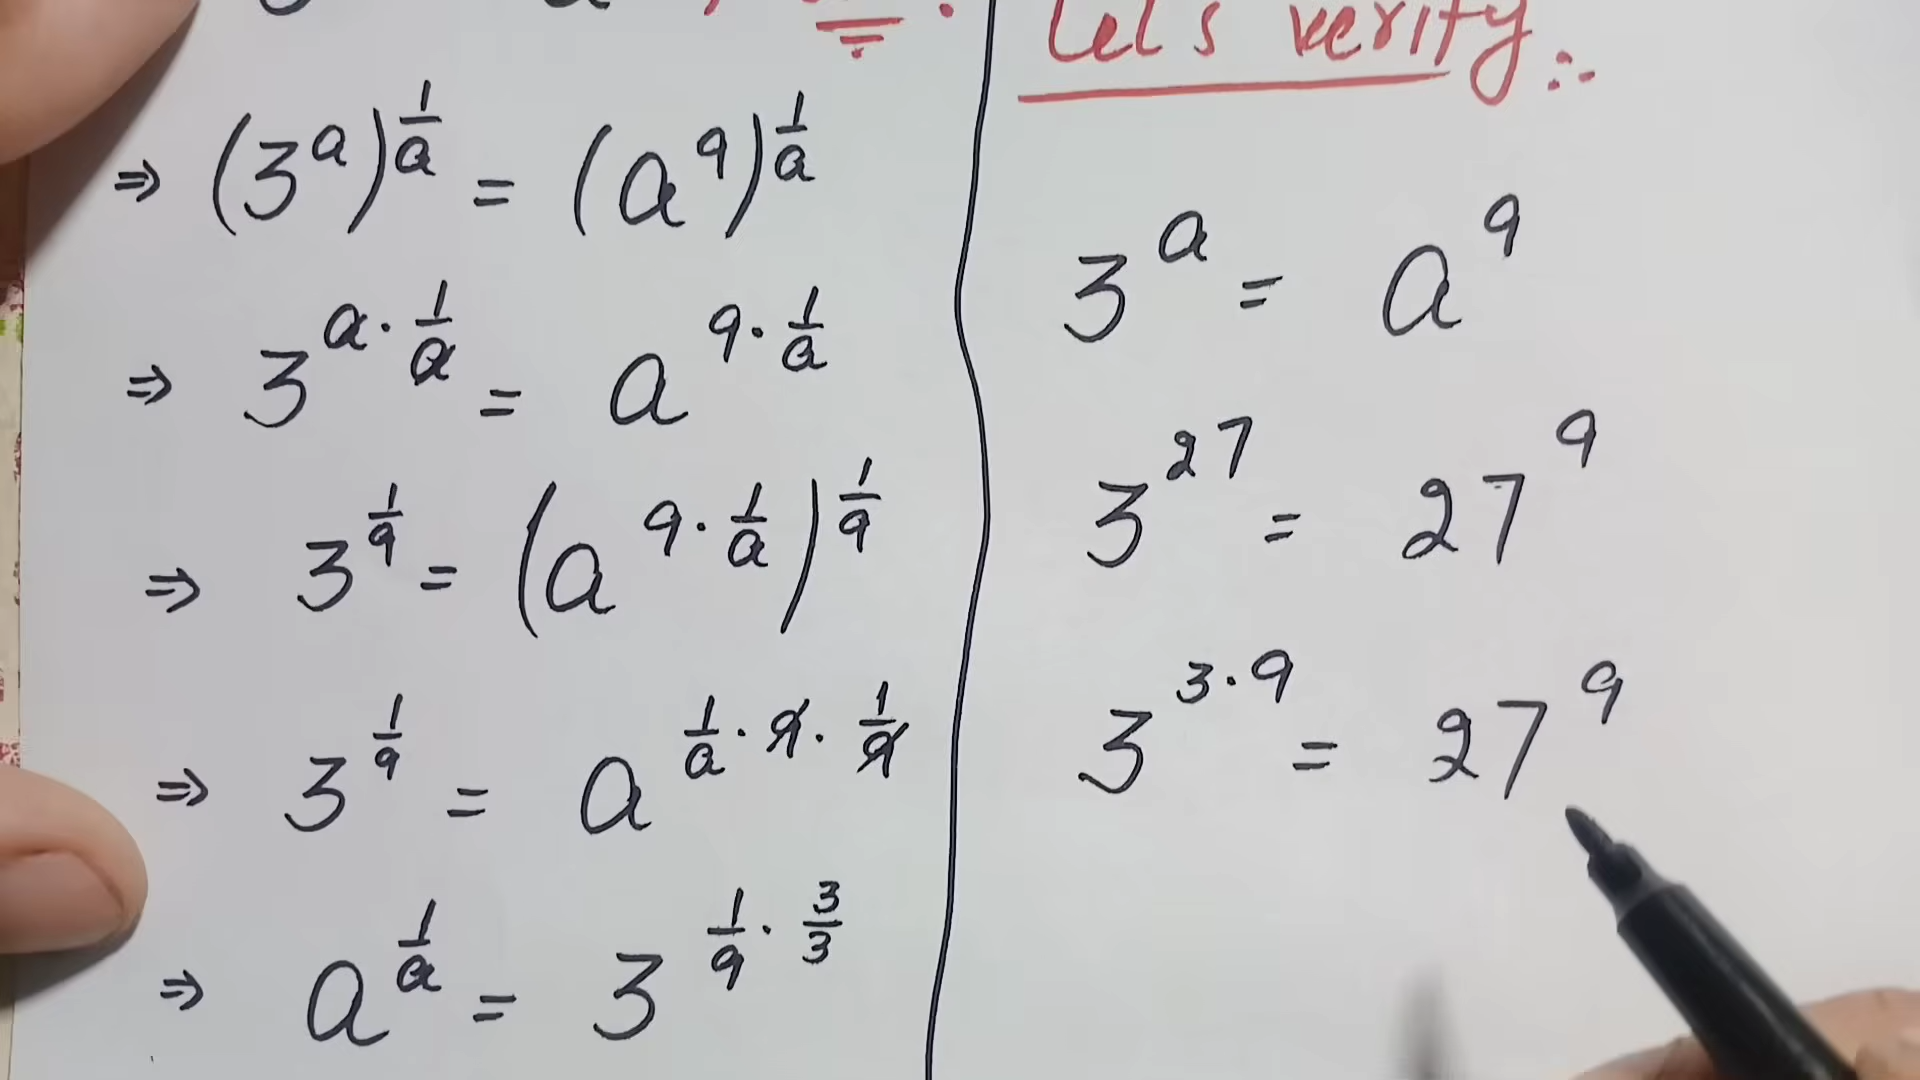 ⇒ (3^a)^(1/a) = (a^9)^(1/a)
⇒ 3^(a·1/a) = a^(9·1/a)
⇒ 3^(1/9) = (a^(9·1/a))^(1/9)
⇒ 3^(1/9) = a^(1/a·9·1/9)
⇒ a^(1/a) = 3^(1/9·3/3)
Let's verify:-
3^a = a^9
3^27 = 27^9
3^(3·9) = 27^9